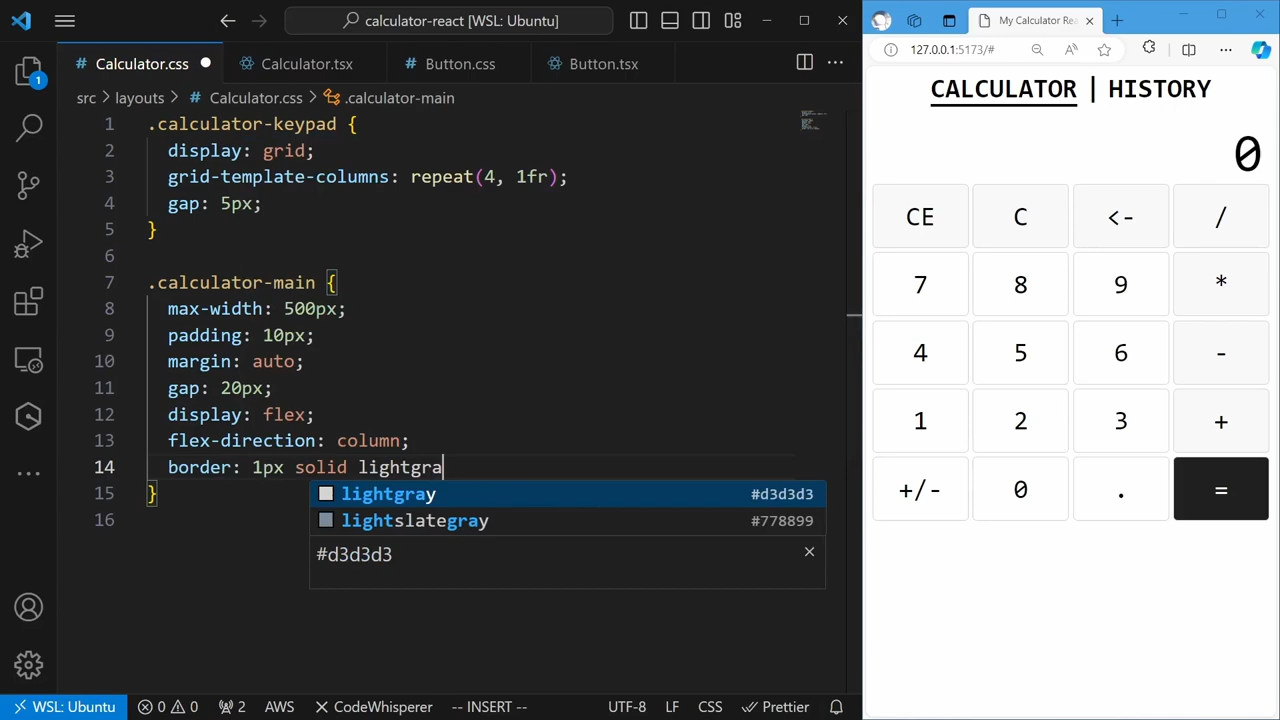 calculator-react [WSL: Ubuntu]
Calculator.css
Calculator.tsx
Button.css
Button.tsx
src > layouts > # Calculator.css > .calculator-main
1 .calculator-keypad {
2 display: grid;
3 grid-template-columns: repeat(4, 1fr);
4 gap: 5px;
5 }
6
7 .calculator-main {
8 max-width: 500px;
9 padding: 10px;
10 margin: auto;
11 gap: 20px;
12 display: flex;
13 flex-direction: column;
14 border: 1px solid lightgra
15 }
16
lightgray #d3d3d3
lightslategray #778899
#d3d3d3
1
WSL: Ubuntu 0 0 2 AWS CodeWhisperer -- INSERT -- UTF-8 LF CSS Prettier
My Calculator Rea
127.0.0.1:5173/#
CALCULATOR | HISTORY
0
CE C <- /
7 8 9 *
4 5 6 -
1 2 3 +
+/- 0 . =